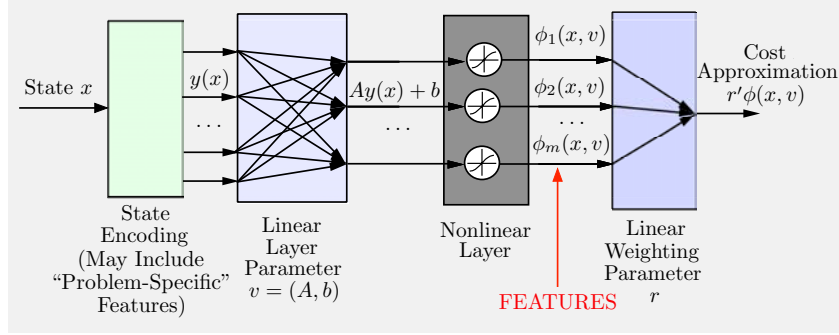 State x
y(x)
. . .
Ay(x) + b
. . .
ϕ1(x, v)
ϕ2(x, v)
. . .
ϕm(x, v)
Cost
Approximation
r′ϕ(x, v)
State
Encoding
(May Include
“Problem-Specific”
Features)
Linear
Layer
Parameter
v = (A, b)
Nonlinear
Layer
FEATURES
Linear
Weighting
Parameter
r